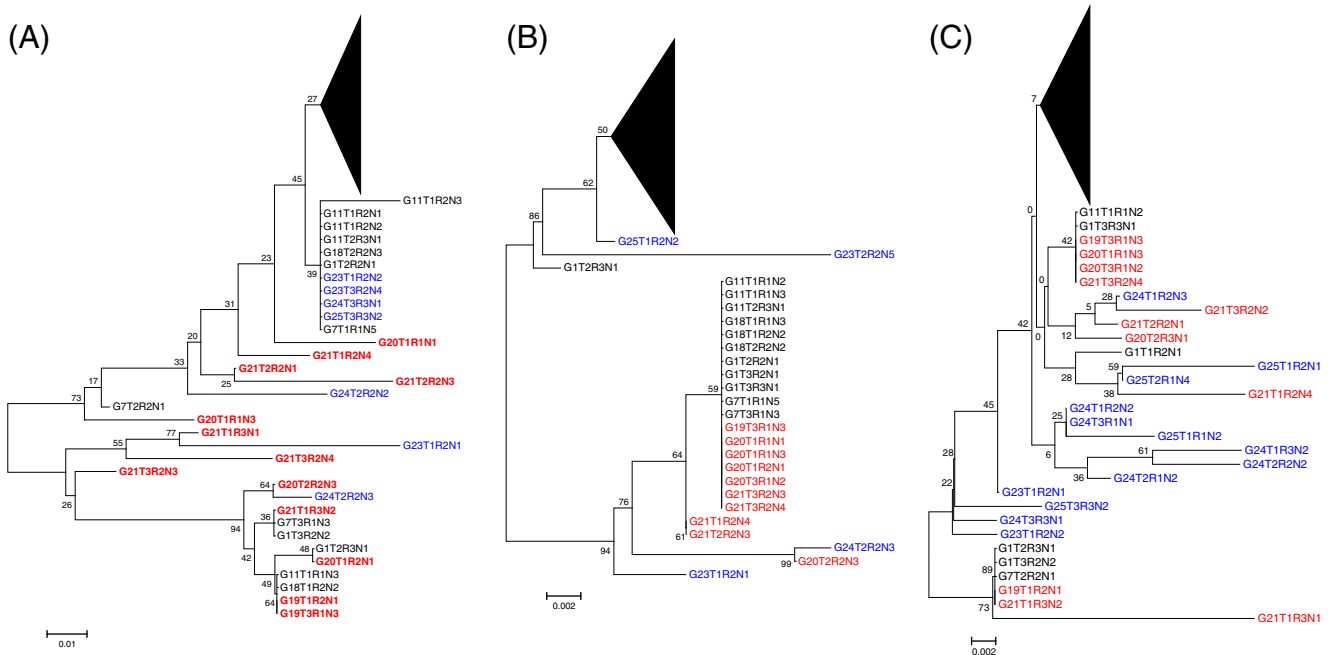 (A)
27
45
G11T1R2N3
G11T1R2N1
G11T1R2N2
G11T2R3N1
G18T2R2N3
G1T2R2N1
39
G23T1R2N2
G23T3R2N4
G24T3R3N1
G25T3R3N2
G7T1R1N5
23
G20T1R1N1
31
G21T1R2N4
20
G21T2R2N1
25
G21T2R2N3
33
G24T2R2N2
17
G7T2R2N1
73
G20T1R1N3
77
G21T1R3N1
G23T1R2N1
55
G21T3R2N4
G21T3R2N3
26
64
G20T2R2N3
G24T2R2N3
94
G21T1R3N2
36
G7T3R1N3
G1T3R2N2
42
48
G1T2R3N1
G20T1R2N1
49
G11T1R1N3
G18T1R2N2
64
G19T1R2N1
G19T3R1N3
0.01
(B)
50
62
G25T1R2N2
86
G23T2R2N5
G1T2R3N1
G11T1R1N2
G11T1R1N3
G11T2R3N1
G18T1R1N3
G18T1R2N2
G18T2R2N2
G1T2R2N1
G1T3R2N1
59
G1T3R3N1
G7T1R1N5
G7T3R1N3
G19T3R1N3
G20T1R1N1
G20T1R1N3
G20T1R2N1
G20T3R1N2
G21T3R2N3
G21T3R2N4
64
G21T1R2N4
61
G21T2R2N3
76
G24T2R2N3
99
G20T2R2N3
94
G23T1R2N1
0.002
(C)
7
0
G11T1R1N2
G1T3R3N1
42
G19T3R1N3
G20T1R1N3
G20T3R1N2
G21T3R2N4
0
28
G24T1R2N3
G21T3R2N2
5
G21T2R2N1
12
G20T2R3N1
0
42
G1T1R2N1
59
G25T1R2N1
28
G25T2R1N4
38
G21T1R2N4
45
G24T1R2N2
25
G24T3R1N1
G25T1R1N2
6
61
G24T1R3N2
G24T2R2N2
36
G24T2R1N2
28
G23T1R2N1
22
G25T3R3N2
G24T3R3N1
G23T1R2N2
G1T2R3N1
G1T3R2N2
89
G7T2R2N1
G19T1R2N1
73
G21T1R3N2
G21T1R3N1
0.002